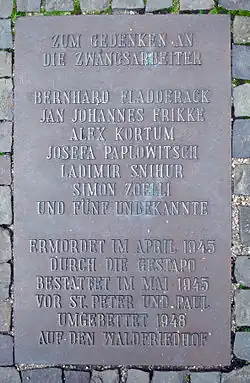 ZUM GEDENKEN AN
DIE ZWANGSARBEITER
BERNHARD FLADDERACK
JAN JOHANNES FRIKKE
ALEX KORTUM
JOSEFA PAPLOWITSCH
LADIMIR SNIHUR
SIMON ZOELLI
UND FÜNF UNBEKANNTE
ERMORDET IM APRIL 1945
DURCH DIE GESTAPO
BESTATTET IM MAI 1945
VOR ST. PETER UND PAUL
UMGEBETTET 1948
AUF DEN WALDFRIEDHOF